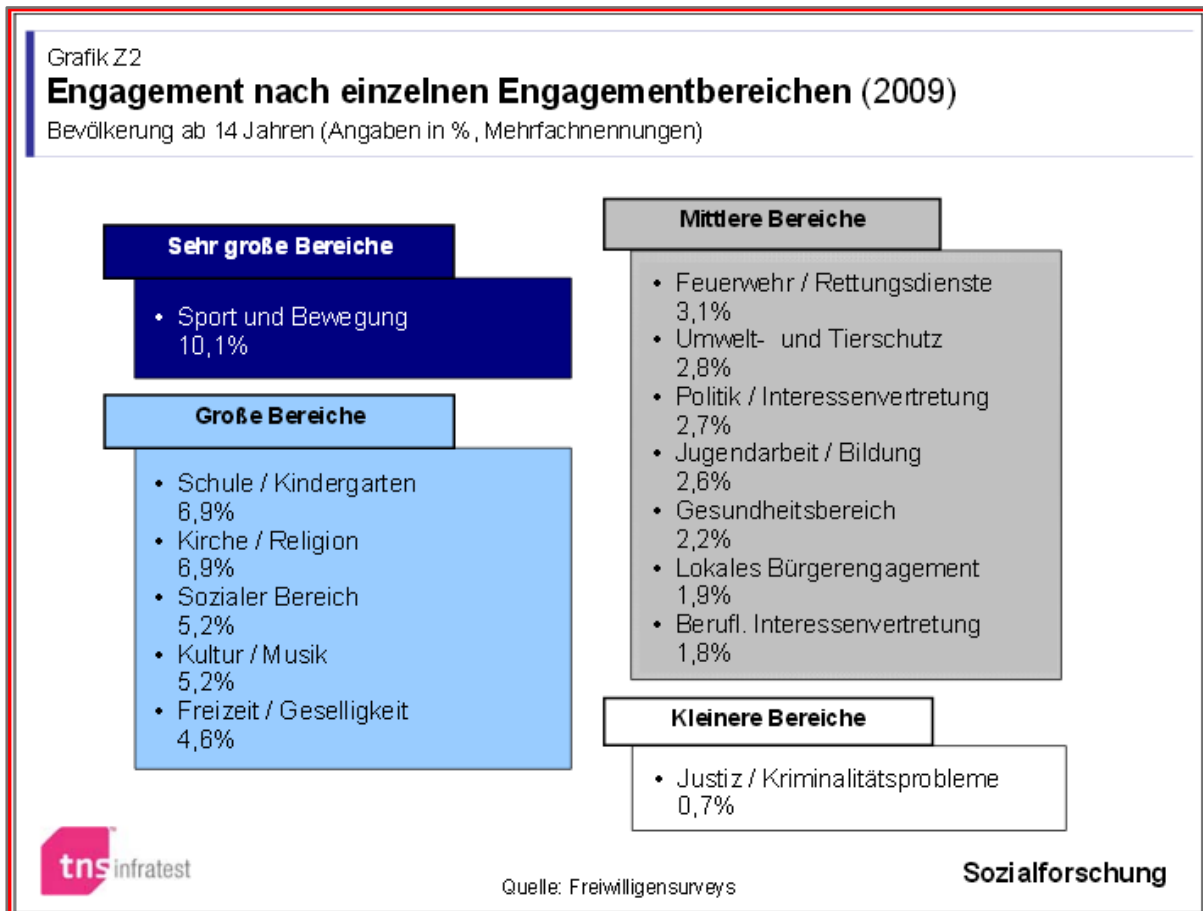 Grafik Z2
Engagement nach einzelnen Engagementbereichen (2009)
Bevölkerung ab 14 Jahren (Angaben in %, Mehrfachnennungen)
Sehr große Bereiche
• Sport und Bewegung
10,1%
Große Bereiche
• Schule / Kindergarten
6,9%
• Kirche / Religion
6,9%
• Sozialer Bereich
5,2%
• Kultur / Musik
5,2%
• Freizeit / Geselligkeit
4,6%
Mittlere Bereiche
• Feuerwehr / Rettungsdienste
3,1%
• Umwelt- und Tierschutz
2,8%
• Politik / Interessenvertretung
2,7%
• Jugendarbeit / Bildung
2,6%
• Gesundheitsbereich
2,2%
• Lokales Bürgerengagement
1,9%
• Berufl. Interessenvertretung
1,8%
Kleinere Bereiche
• Justiz / Kriminalitätsprobleme
0,7%
tns infratest
Quelle: Freiwilligensurveys
Sozialforschung